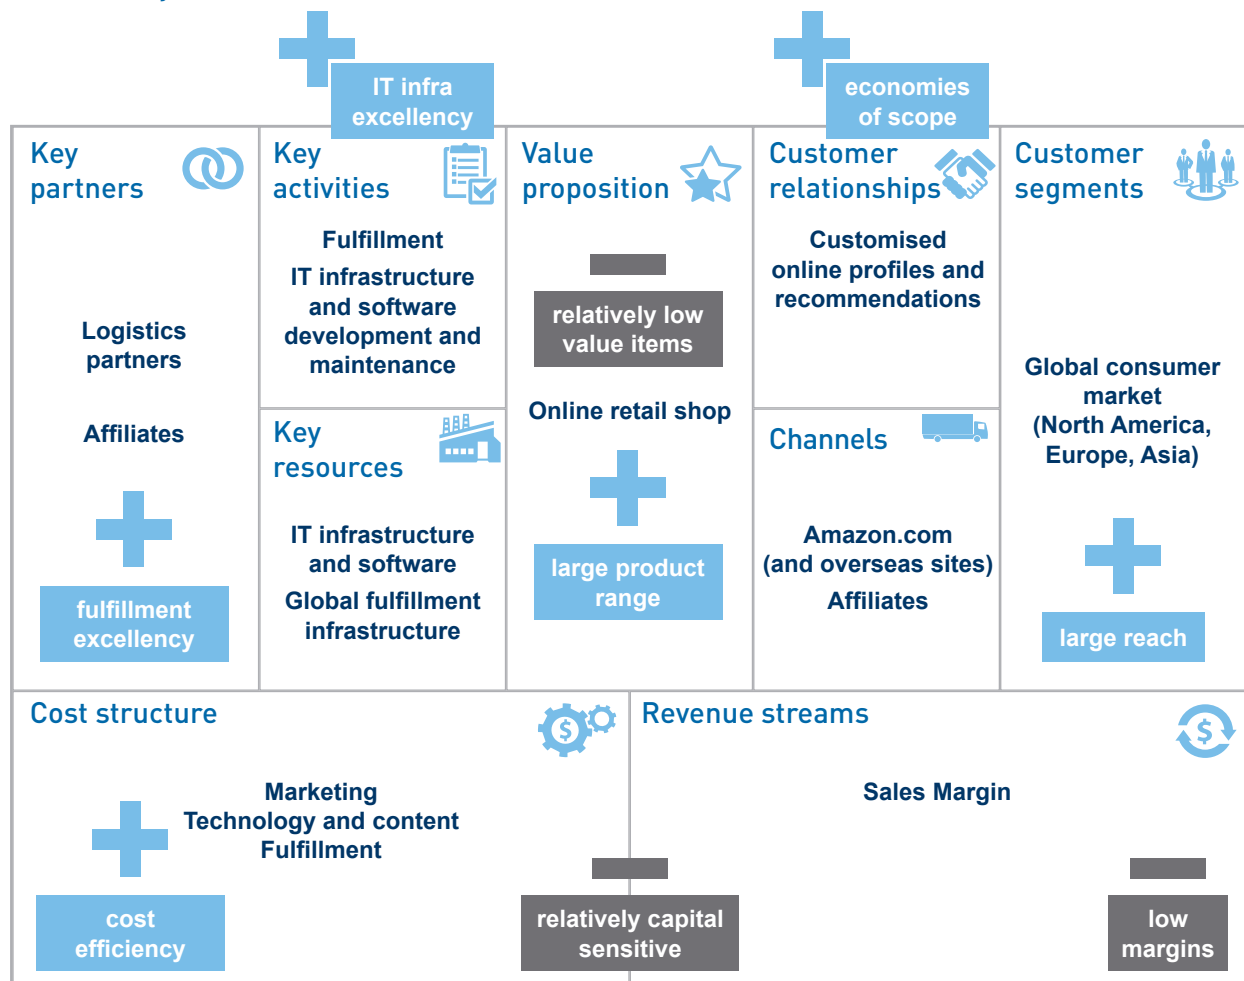 IT infra
excellency
economies
of scope
Key
partners
Logistics
partners
Affiliates
fulfillment
excellency
Key
activities
Fulfillment
IT infrastructure
and software
development and
maintenance
Key
resources
IT infrastructure
and software
Global fulfillment
infrastructure
Value
proposition
relatively low
value items
Online retail shop
large product
range
Customer
relationships
Customised
online profiles and
recommendations
Channels
Amazon.com
(and overseas sites)
Affiliates
Customer
segments
Global consumer
market
(North America,
Europe, Asia)
large reach
Cost structure
$
Marketing
Technology and content
Fulfillment
cost
efficiency
relatively capital
sensitive
Revenue streams
$
Sales Margin
low
margins